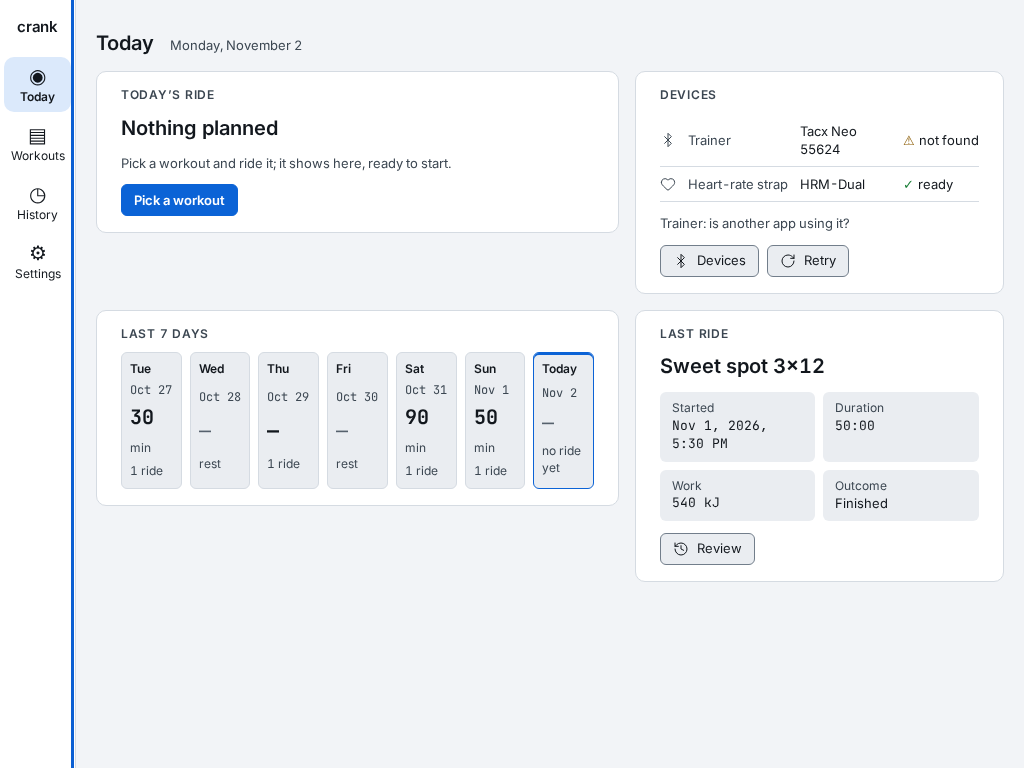 crank
Today
Workouts
History
Settings
Today Monday, November 2
TODAY'S RIDE
Nothing planned
Pick a workout and ride it; it shows here, ready to start.
Pick a workout
DEVICES
Trainer Tacx Neo 55624 ⚠ not found
Heart-rate strap HRM-Dual ✓ ready
Trainer: is another app using it?
Devices Retry
LAST 7 DAYS
Tue
Oct 27
30
min
1 ride
Wed
Oct 28
—
rest
Thu
Oct 29
—
1 ride
Fri
Oct 30
—
rest
Sat
Oct 31
90
min
1 ride
Sun
Nov 1
50
min
1 ride
Today
Nov 2
—
no ride
yet
LAST RIDE
Sweet spot 3×12
Started
Nov 1, 2026,
5:30 PM
Duration
50:00
Work
540 kJ
Outcome
Finished
Review